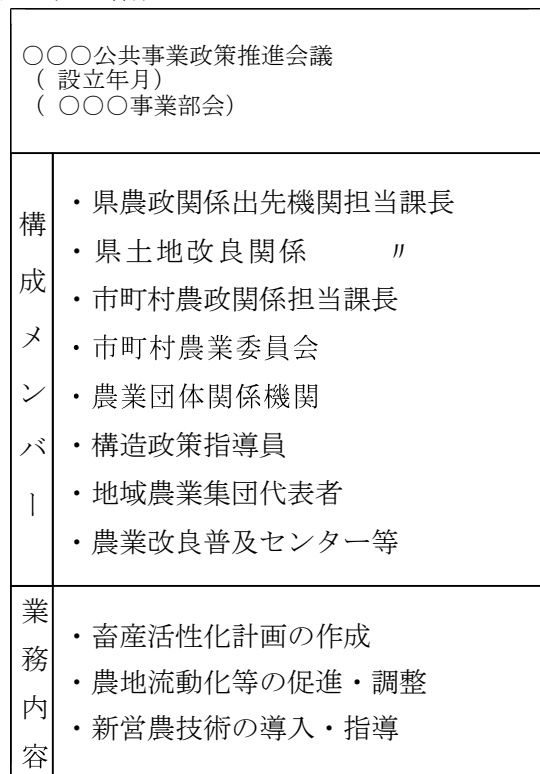 ○○○公共事業政策推進会議
（ 設立年月）
（ ○○○事業部会）
構成メンバー
・県農政関係出先機関担当課長
・県土地改良関係　　　〃
・市町村農政関係担当課長
・市町村農業委員会
・農業団体関係機関
・構造政策指導員
・地域農業集団代表者
・農業改良普及センター等
業務内容
・畜産活性化計画の作成
・農地流動化等の促進・調整
・新営農技術の導入・指導